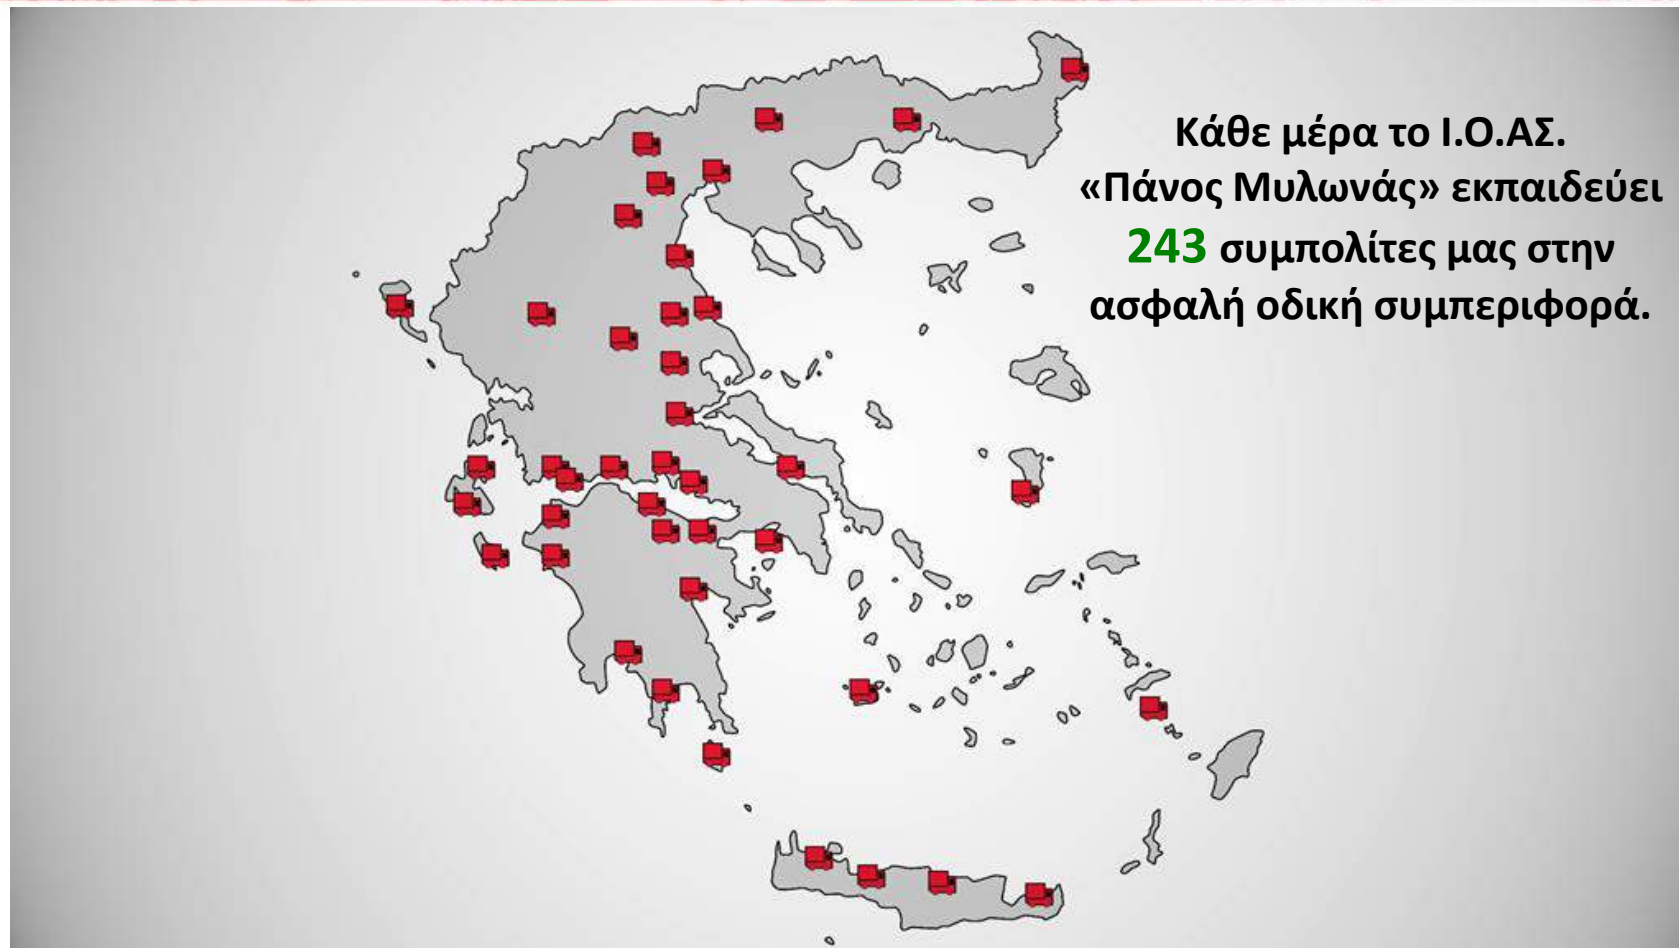 Κάθε μέρα το Ι.Ο.ΑΣ.
«Πάνος Μυλωνάς» εκπαιδεύει
243 συμπολίτες μας στην
ασφαλή οδική συμπεριφορά.